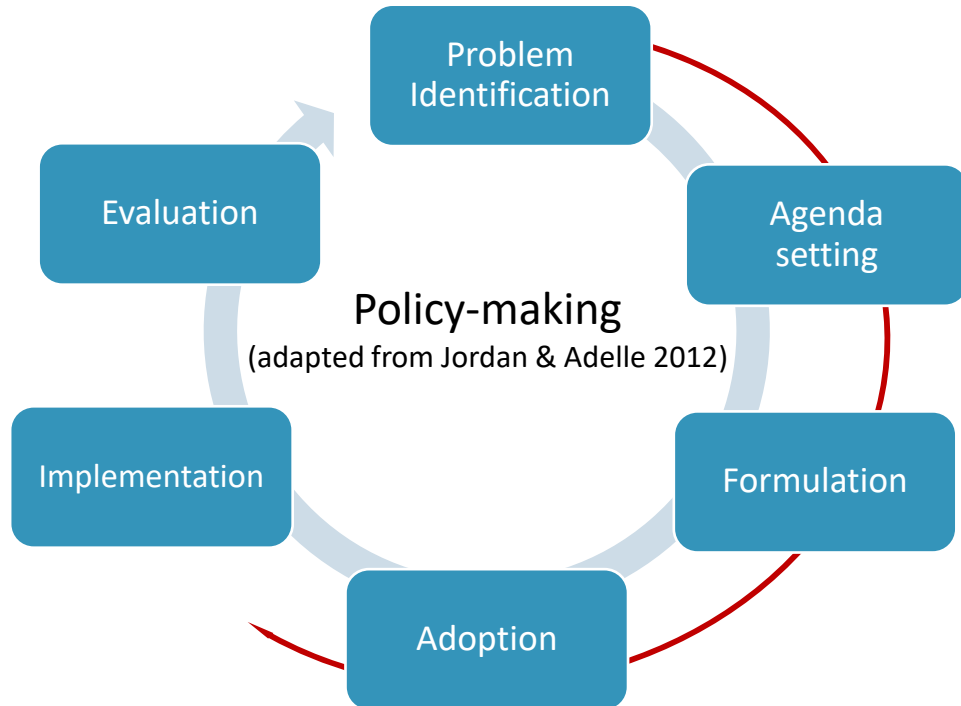 Problem
Identification
Agenda
setting
Formulation
Adoption
Implementation
Evaluation
Policy-making
(adapted from Jordan & Adelle 2012)